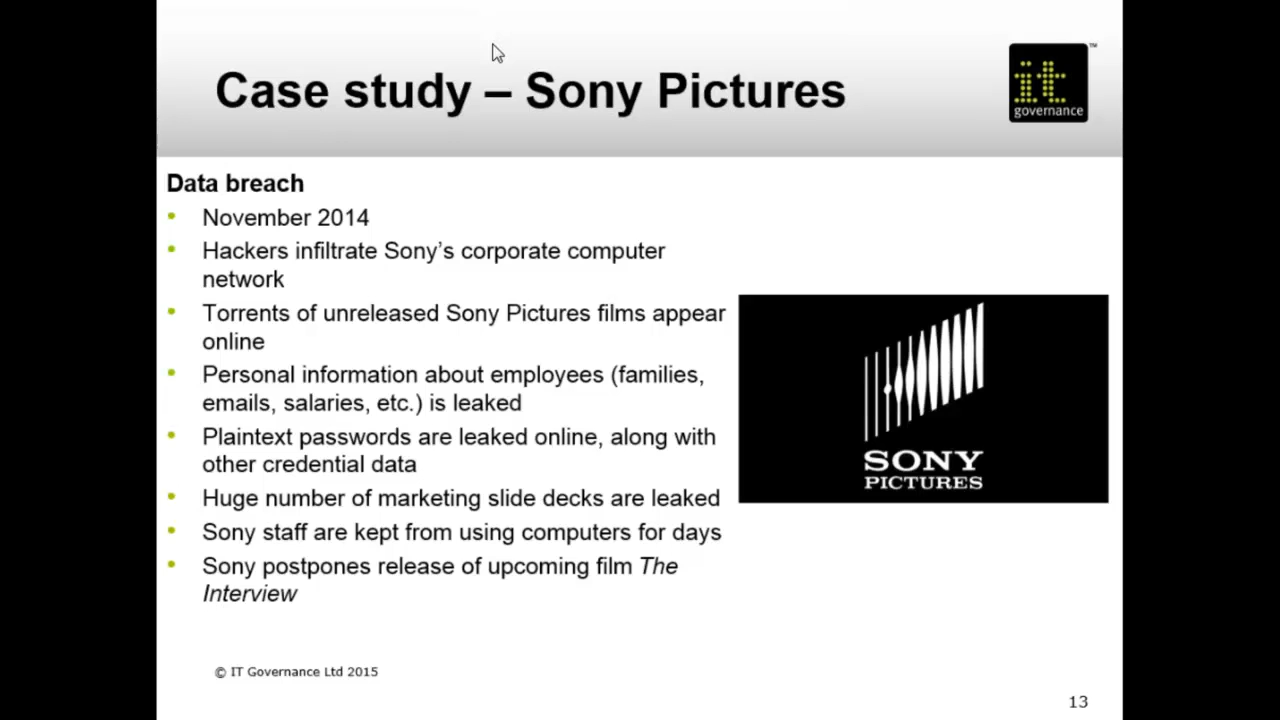 Case study – Sony Pictures
it
governance
™
Data breach
• November 2014
• Hackers infiltrate Sony’s corporate computer
network
• Torrents of unreleased Sony Pictures films appear
online
• Personal information about employees (families,
emails, salaries, etc.) is leaked
• Plaintext passwords are leaked online, along with
other credential data
• Huge number of marketing slide decks are leaked
• Sony staff are kept from using computers for days
• Sony postpones release of upcoming film The
Interview
SONY
PICTURES
© IT Governance Ltd 2015
13